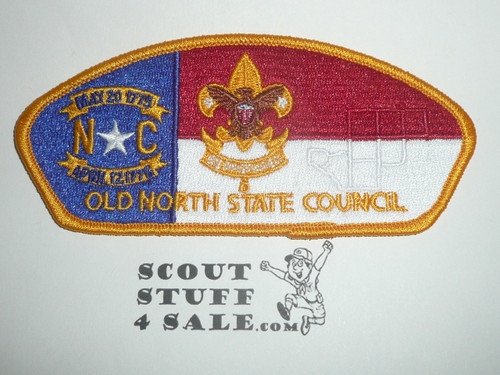 MAY 20 1775
N C
APRIL 12 1776
OLD NORTH STATE COUNCIL
SCOUT
STUFF
4 SALE.com